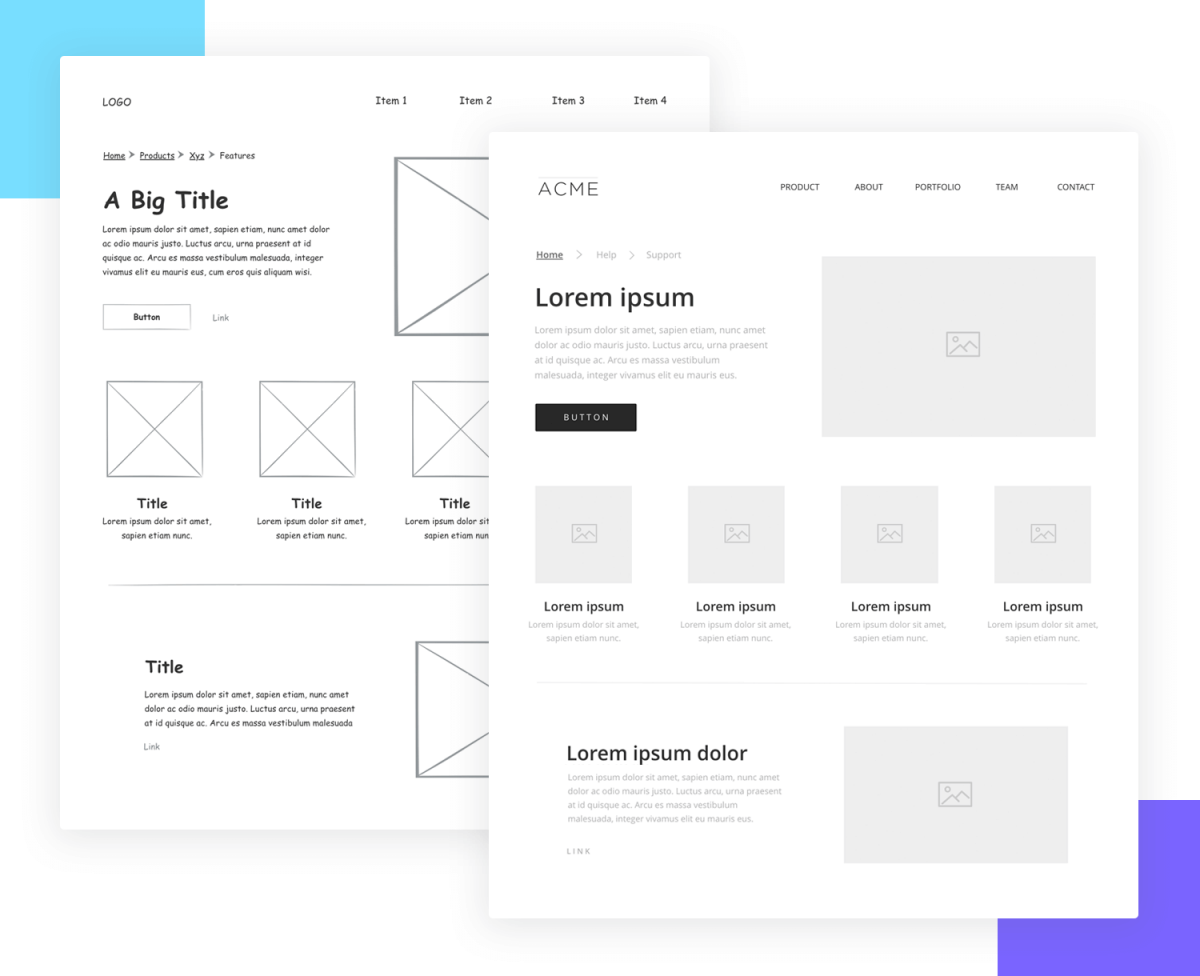 LOGO
Item 1 Item 2 Item 3 Item 4
Home Products Xyz Features
A Big Title
Lorem ipsum dolor sit amet, sapien etiam, nunc amet dolor
ac odio mauris justo. Luctus arcu, urna praesent at id
quisque ac. Arcu es massa vestibulum malesuada, integer
vivamus elit eu mauris eus, cum eros quis aliquam wisi.
Button Link
Title
Lorem ipsum dolor sit amet,
sapien etiam nunc.
Title
Lorem ipsum dolor sit amet,
sapien etiam nunc.
Title
Lorem ipsum dolor sit
sapien etiam
Title
Lorem ipsum dolor sit amet, sapien etiam, nunc amet
dolor ac odio mauris justo. Luctus arcu, urna praesent
at id quisque ac. Arcu es massa vestibulum malesuada
Link
ACME
PRODUCT ABOUT PORTFOLIO TEAM CONTACT
Home Help Support
Lorem ipsum
Lorem ipsum dolor sit amet, sapien etiam, nunc amet
dolor ac odio mauris justo. Luctus arcu, urna praesent
at id quisque ac. Arcu es massa vestibulum
malesuada, integer vivamus elit eu mauris eus.
BUTTON
Lorem ipsum
Lorem ipsum dolor sit amet,
sapien etiam nunc.
Lorem ipsum
Lorem ipsum dolor sit amet,
sapien etiam nunc.
Lorem ipsum
Lorem ipsum dolor sit amet,
sapien etiam nunc.
Lorem ipsum
Lorem ipsum dolor sit amet,
sapien etiam nunc.
Lorem ipsum dolor
Lorem ipsum dolor sit amet, sapien etiam, nunc amet
dolor ac odio mauris justo. Luctus arcu, urna praesent
at id quisque ac. Arcu es massa vestibulum
malesuada, integer vivamus elit eu mauris eus.
LINK